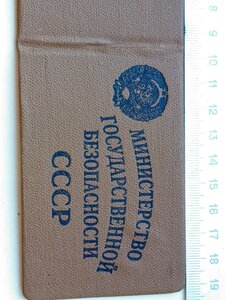 МИНИСТЕРСТВО
ГОСУДАРСТВЕННОЙ
БЕЗОПАСНОСТИ
СССР
8 9 10 11 12 13 14 15 16 17 18 19